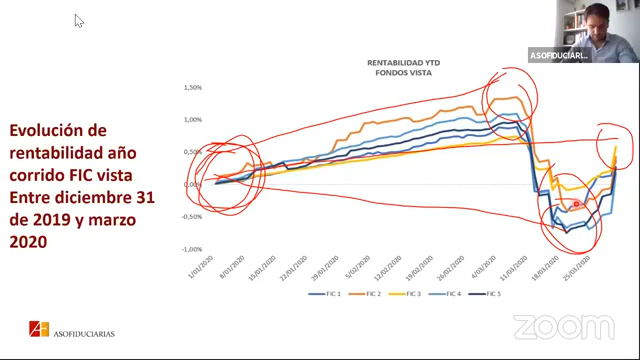 ASOFIDUCIARI...
RENTABILIDAD YTD
FONDOS VISTA
Evolución de
rentabilidad año
corrido FIC vista
Entre diciembre 31
de 2019 y marzo
2020
1,50%
1,00%
0,50%
0,00%
-0,50%
-1,00%
1/01/2020
8/01/2020
15/01/2020
22/01/2020
29/01/2020
5/02/2020
12/02/2020
19/02/2020
26/02/2020
4/03/2020
11/03/2020
18/03/2020
25/03/2020
FIC 1
FIC 2
FIC 3
FIC 4
FIC 5
ASOFIDUCIARIAS
zoom